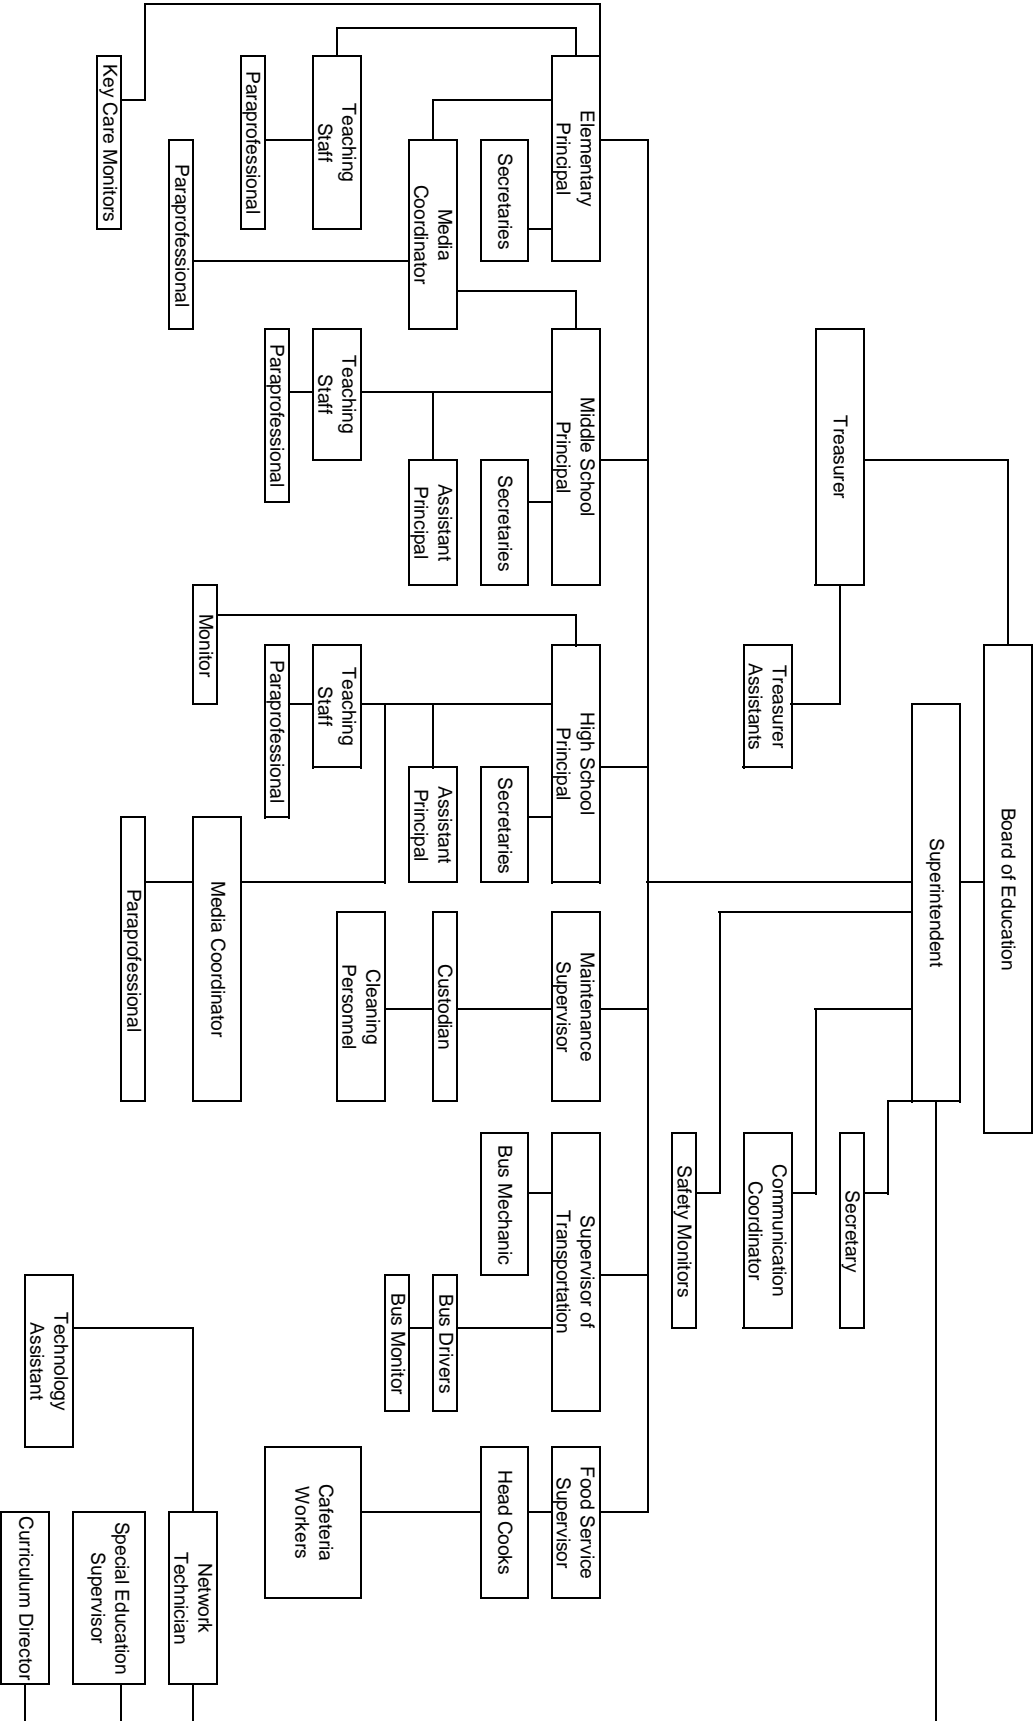 Board of Education
Superintendent
Treasurer
Treasurer
Assistants
Secretary
Communication
Coordinator
Safety Monitors
Elementary
Principal
Secretaries
Media
Coordinator
Teaching
Staff
Paraprofessional
Paraprofessional
Key Care Monitors
Middle School
Principal
Secretaries
Assistant
Principal
Teaching
Staff
Paraprofessional
High School
Principal
Secretaries
Assistant
Principal
Teaching
Staff
Paraprofessional
Monitor
Media Coordinator
Paraprofessional
Maintenance
Supervisor
Custodian
Cleaning
Personnel
Supervisor of
Transportation
Bus Mechanic
Bus Drivers
Bus Monitor
Food Service
Supervisor
Head Cooks
Cafeteria
Workers
Network
Technician
Technology
Assistant
Special Education
Supervisor
Curriculum Director